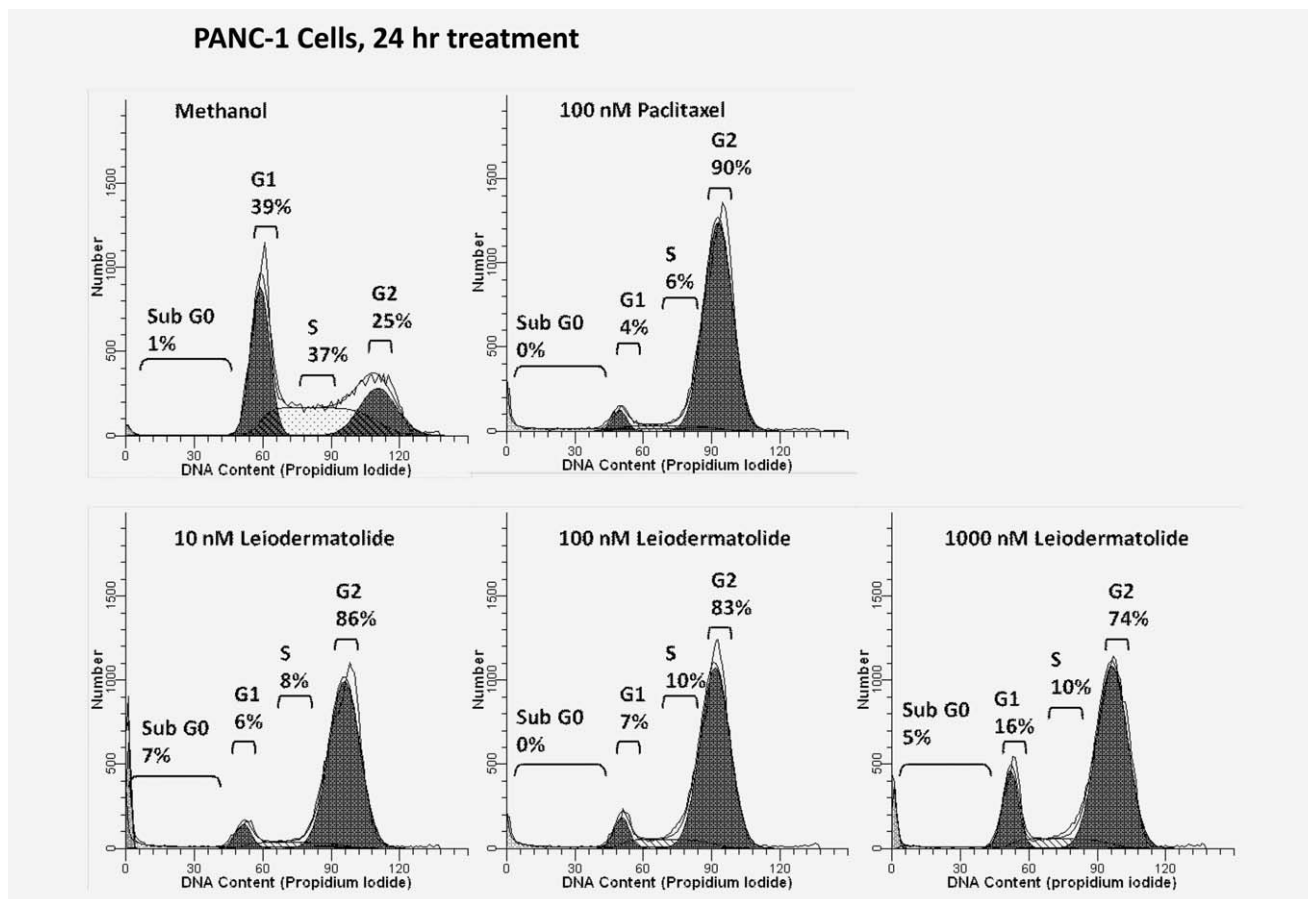 PANC-1 Cells, 24 hr treatment
Methanol
Number
1500
1000
500
0
Sub G0
1%
G1
39%
S
37%
G2
25%
0 30 60 90 120
DNA Content (Propidium Iodide)
100 nM Paclitaxel
Number
1500
1000
500
0
Sub G0
0%
G1
4%
S
6%
G2
90%
0 30 60 90 120
DNA Content (Propidium Iodide)
10 nM Leiodermatolide
Number
1500
1000
500
0
Sub G0
7%
G1
6%
S
8%
G2
86%
0 30 60 90 120
DNA Content (Propidium Iodide)
100 nM Leiodermatolide
Number
1500
1000
500
0
Sub G0
0%
G1
7%
S
10%
G2
83%
0 30 60 90 120
DNA Content (Propidium Iodide)
1000 nM Leiodermatolide
Number
1500
1000
500
0
Sub G0
5%
G1
16%
S
10%
G2
74%
0 30 60 90 120
DNA Content (propidium Iodide)